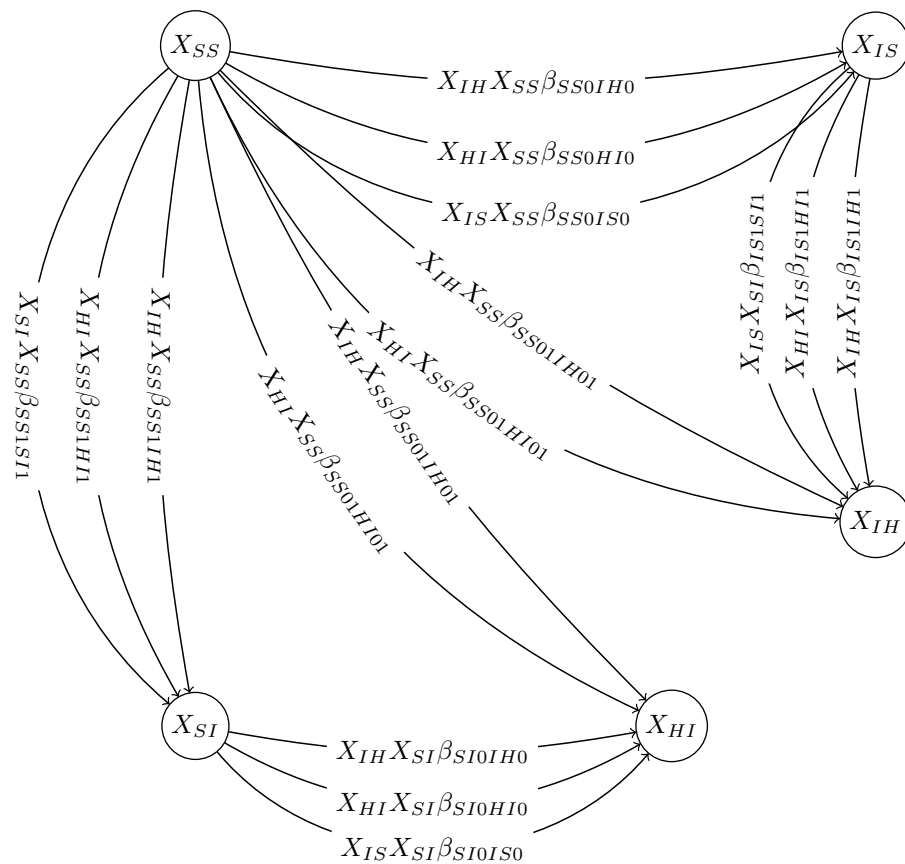 X_{SS}
X_{IS}
X_{IH}X_{SS}β_{SS0IH0}
X_{HI}X_{SS}β_{SS0HI0}
X_{IS}X_{SS}β_{SS0IS0}
X_{IH}X_{SS}β_{SS01IH01}
X_{HI}X_{SS}β_{SS01HI01}
X_{IH}X_{SS}β_{SS01IH01}
X_{HI}X_{SS}β_{SS01HI01}
X_{SI}X_{SS}β_{SS1SI1}
X_{HI}X_{SS}β_{SS1HI1}
X_{IH}X_{SS}β_{SS1IH1}
X_{IS}X_{SI}β_{IS1SI1}
X_{HI}X_{IS}β_{IS1HI1}
X_{IH}X_{IS}β_{IS1IH1}
X_{IH}
X_{SI}
X_{HI}
X_{IH}X_{SI}β_{SI0IH0}
X_{HI}X_{SI}β_{SI0HI0}
X_{IS}X_{SI}β_{SI0IS0}